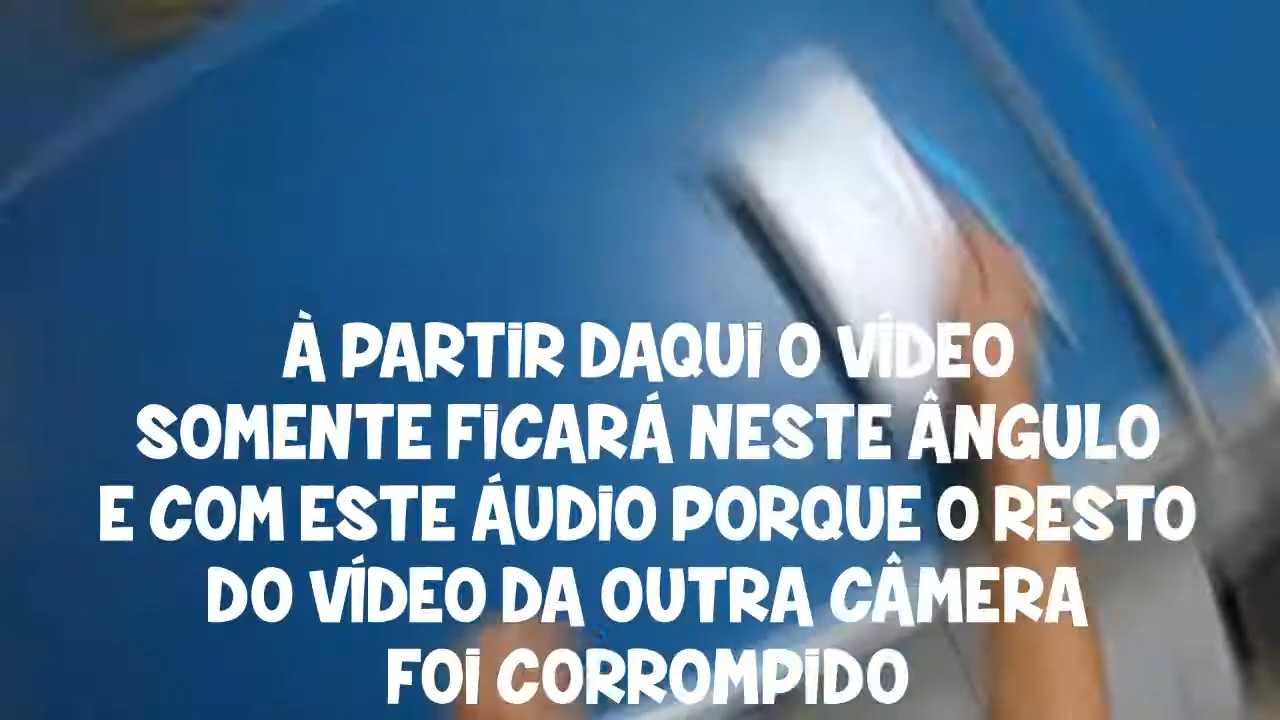 À PARTIR DAQUI O VÍDEO
SOMENTE FICARÁ NESTE ÂNGULO
E COM ESTE ÁUDIO PORQUE O RESTO
DO VÍDEO DA OUTRA CÂMERA
FOI CORROMPIDO